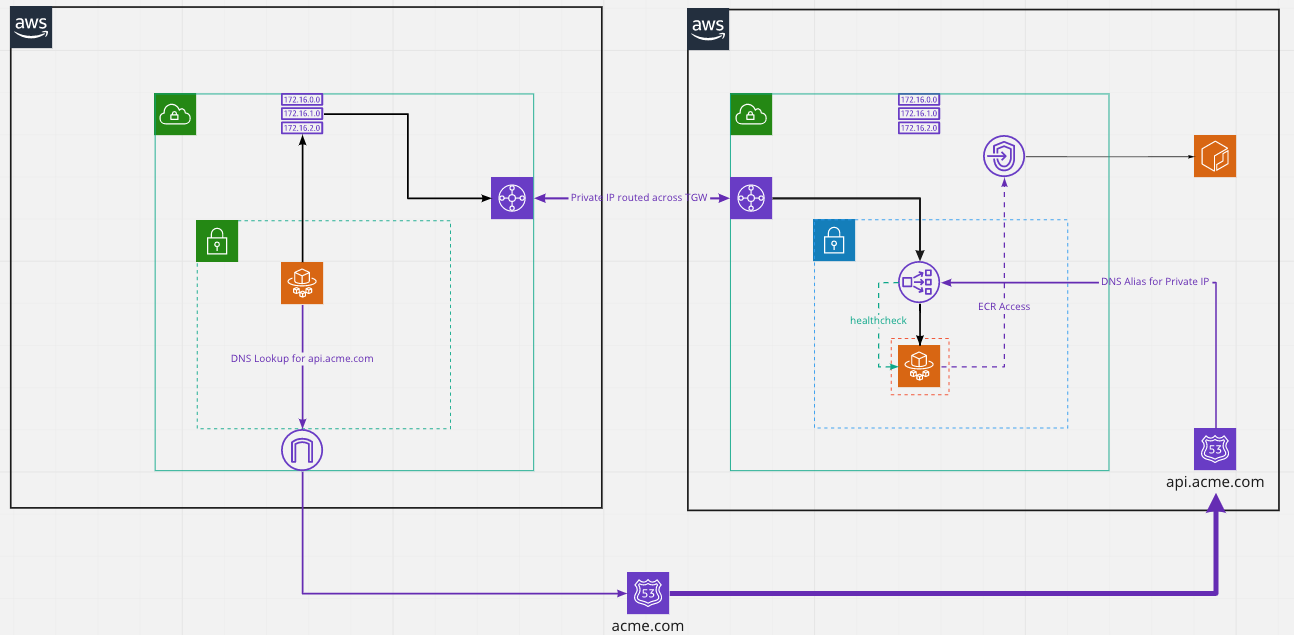 aws
aws
172.16.0.0
172.16.1.0
172.16.2.0
172.16.0.0
172.16.1.0
172.16.2.0
Private IP routed across TGW
DNS Alias for Private IP
ECR Access
healthcheck
DNS Lookup for api.acme.com
53
api.acme.com
53
acme.com